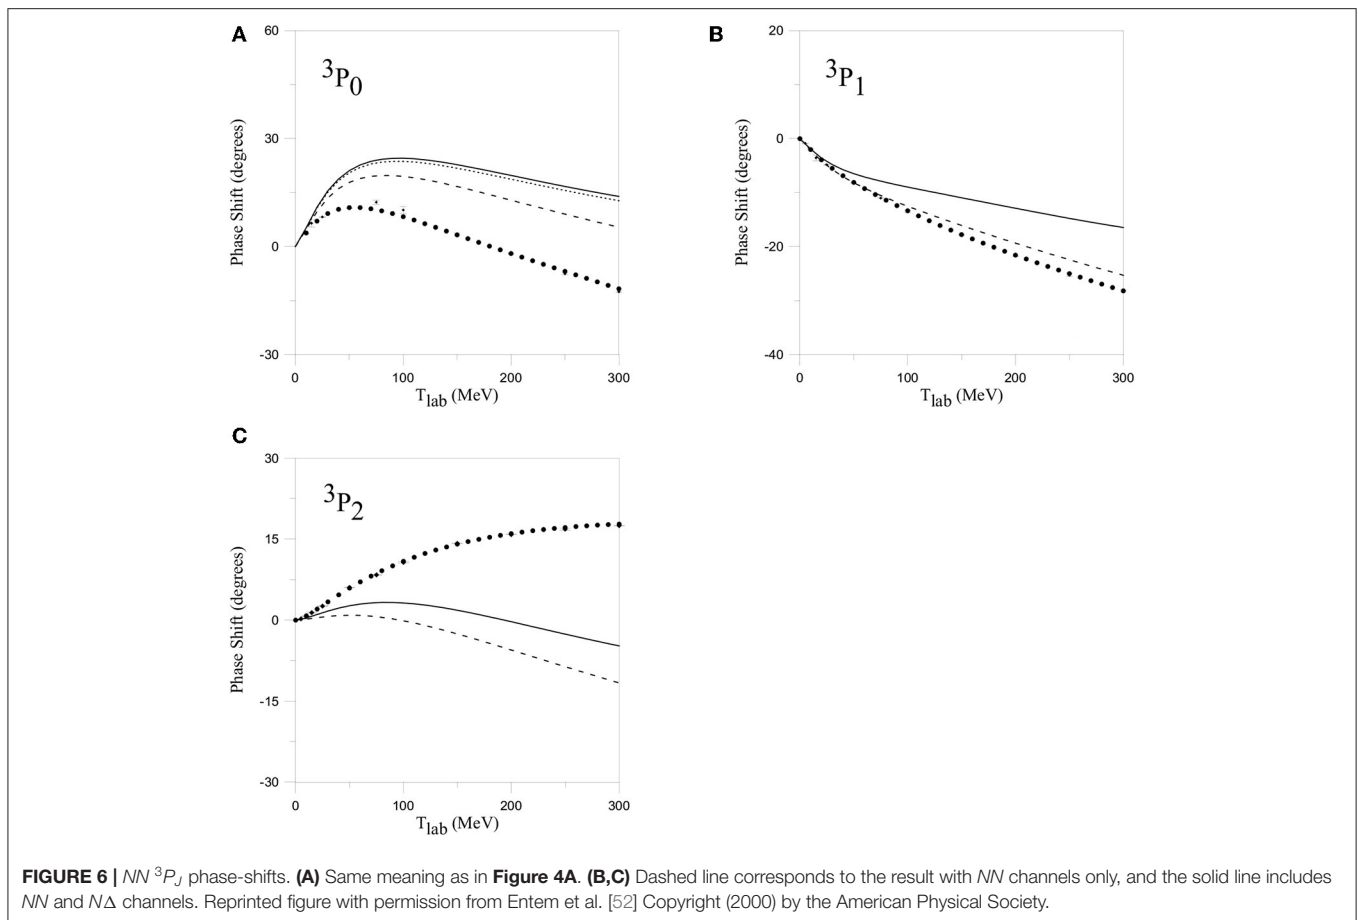 A
60
30
0
-30
Phase Shift (degrees)
³P₀
0 100 200 300
T_lab (MeV)
B
20
0
-20
-40
Phase Shift (degrees)
³P₁
0 100 200 300
T_lab (MeV)
C
30
15
0
-15
-30
Phase Shift (degrees)
³P₂
0 100 200 300
T_lab (MeV)
FIGURE 6 | NN ³P_J phase-shifts. (A) Same meaning as in Figure 4A. (B,C) Dashed line corresponds to the result with NN channels only, and the solid line includes
NN and NΔ channels. Reprinted figure with permission from Entem et al. [52] Copyright (2000) by the American Physical Society.